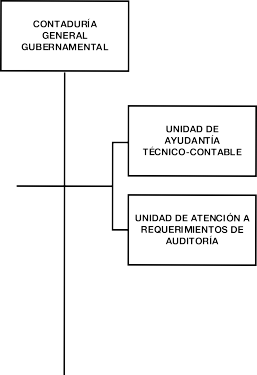 CONTADURÍA
GENERAL
GUBERNAMENTAL
UNIDAD DE
AYUDANTÍA
TÉCNICO-CONTABLE
UNIDAD DE ATENCIÓN A
REQUERIMIENTOS DE
AUDITORÍA